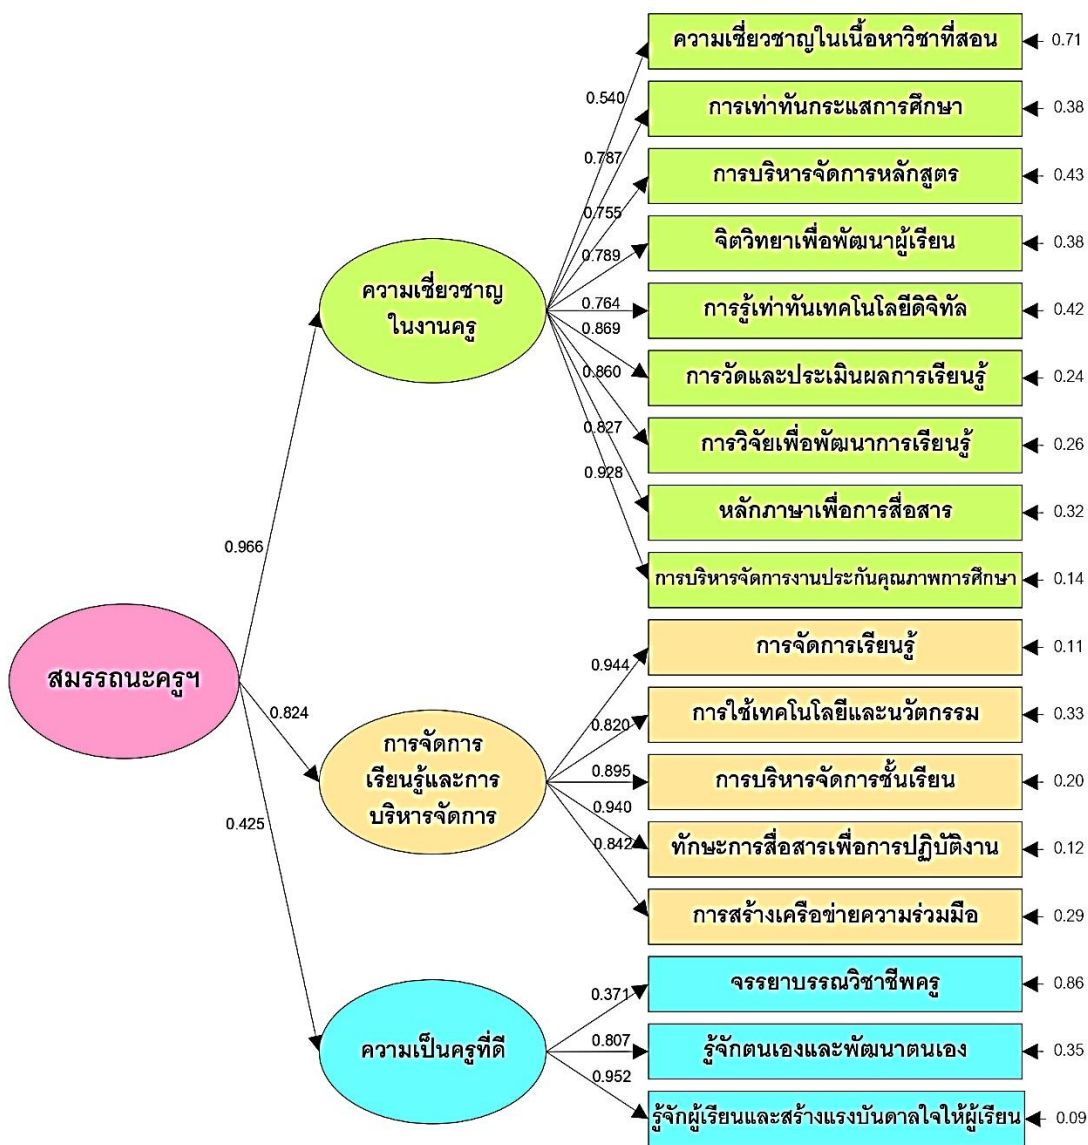 ความเชี่ยวชาญในเนื้อหาวิชาที่สอน
0.71
0.540
การเท่าทันกระแสการศึกษา
0.38
0.787
การบริหารจัดการหลักสูตร
0.43
0.755
จิตวิทยาเพื่อพัฒนาผู้เรียน
0.38
0.789
ความเชี่ยวชาญ
ในงานครู
0.764
การรู้เท่าทันเทคโนโลยีดิจิทัล
0.42
0.869
การวัดและประเมินผลการเรียนรู้
0.24
0.860
การวิจัยเพื่อพัฒนาการเรียนรู้
0.26
0.827
หลักภาษาเพื่อการสื่อสาร
0.32
0.928
การบริหารจัดการงานประกันคุณภาพการศึกษา
0.14
0.966
สมรรถนะครูฯ
0.824
0.425
การจัดการ
เรียนรู้และการ
บริหารจัดการ
0.944
การจัดการเรียนรู้
0.11
0.820
การใช้เทคโนโลยีและนวัตกรรม
0.33
0.895
การบริหารจัดการชั้นเรียน
0.20
0.940
ทักษะการสื่อสารเพื่อการปฏิบัติงาน
0.12
0.842
การสร้างเครือข่ายความร่วมมือ
0.29
ความเป็นครูที่ดี
0.371
จรรยาบรรณวิชาชีพครู
0.86
0.807
รู้จักตนเองและพัฒนาตนเอง
0.35
0.952
รู้จักผู้เรียนและสร้างแรงบันดาลใจให้ผู้เรียน
0.09